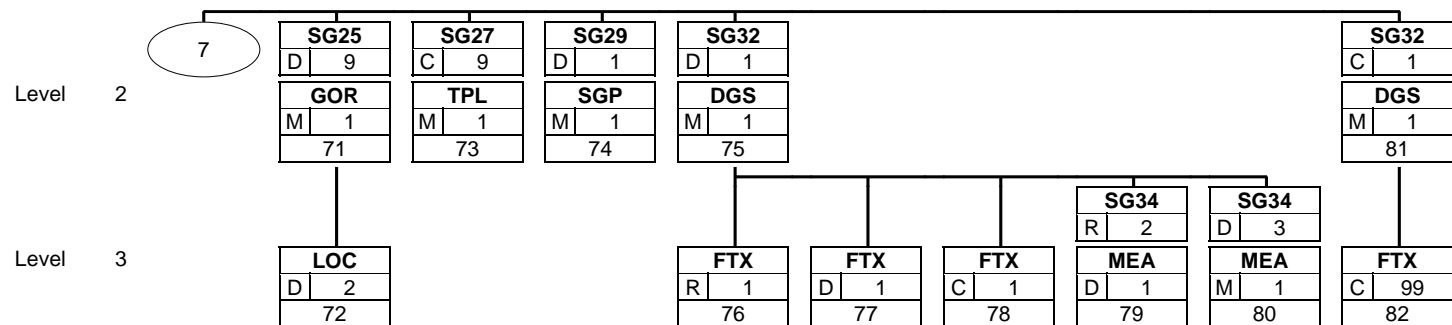 7
SG25 SG27 SG29 SG32 SG32
D 9 C 9 D 1 D 1 C 1
Level 2 GOR TPL SGP DGS DGS
M 1 M 1 M 1 M 1 M 1
71 73 74 75 81
SG34 SG34
R 2 D 3
Level 3 LOC FTX FTX FTX MEA MEA FTX
D 2 R 1 D 1 C 1 D 1 M 1 C 99
72 76 77 78 79 80 82